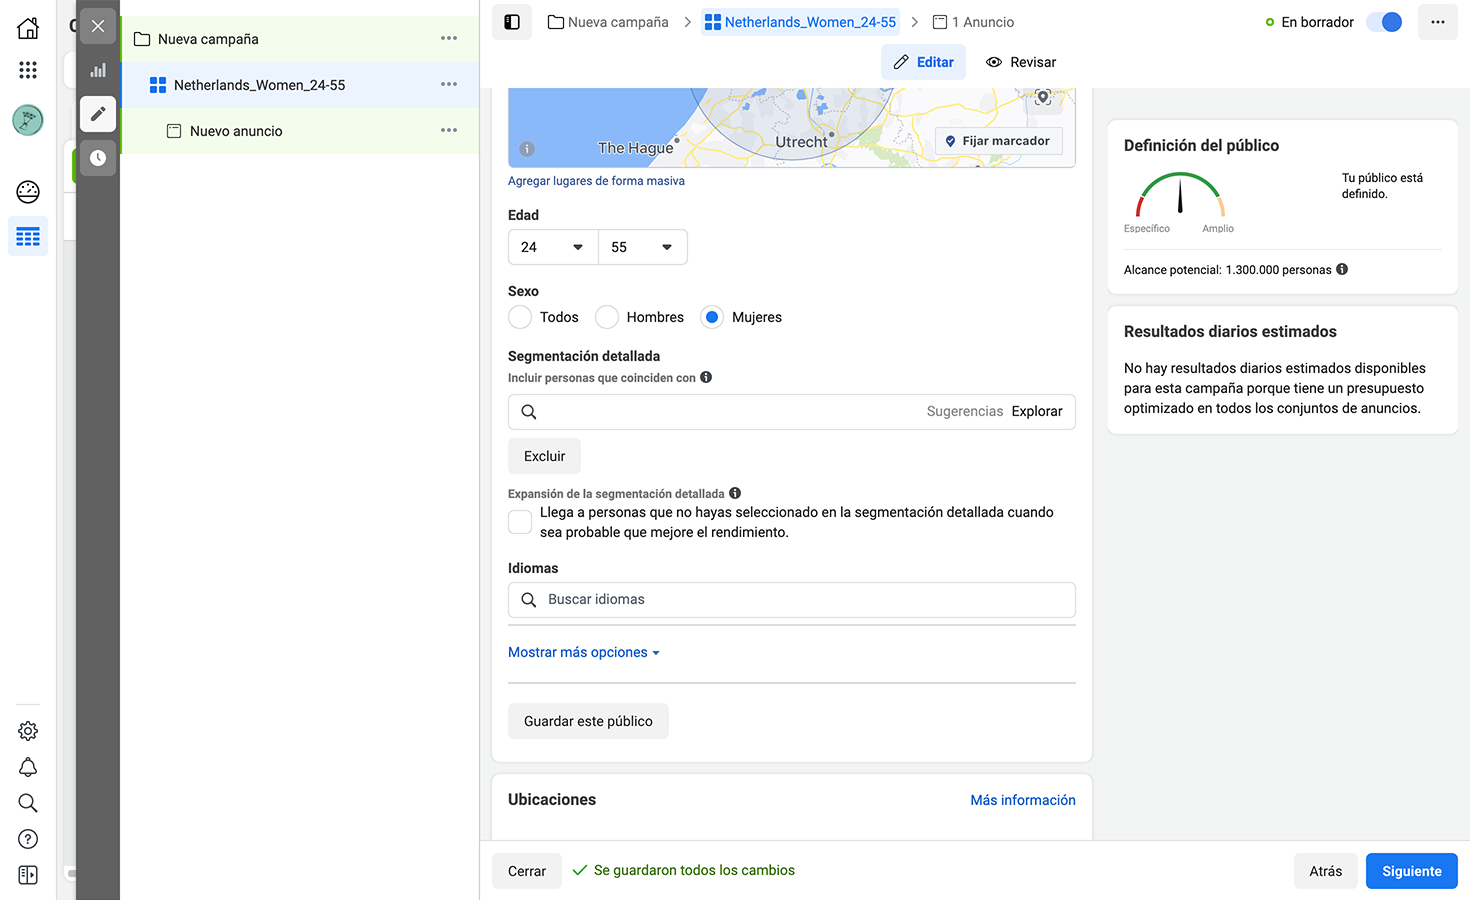 Nueva campaña
Netherlands_Women_24-55
Nuevo anuncio
Nueva campaña > Netherlands_Women_24-55 > 1 Anuncio
En borrador
Editar
Revisar
The Hague
Utrecht
Fijar marcador
Agregar lugares de forma masiva
Edad
24
55
Sexo
Todos
Hombres
Mujeres
Segmentación detallada
Incluir personas que coinciden con
Sugerencias
Explorar
Excluir
Expansión de la segmentación detallada
Llega a personas que no hayas seleccionado en la segmentación detallada cuando
sea probable que mejore el rendimiento.
Idiomas
Buscar idiomas
Mostrar más opciones
Guardar este público
Ubicaciones
Más información
Definición del público
Tu público está
definido.
Específico
Amplio
Alcance potencial: 1.300.000 personas
Resultados diarios estimados
No hay resultados diarios estimados disponibles
para esta campaña porque tiene un presupuesto
optimizado en todos los conjuntos de anuncios.
Cerrar
Se guardaron todos los cambios
Atrás
Siguiente